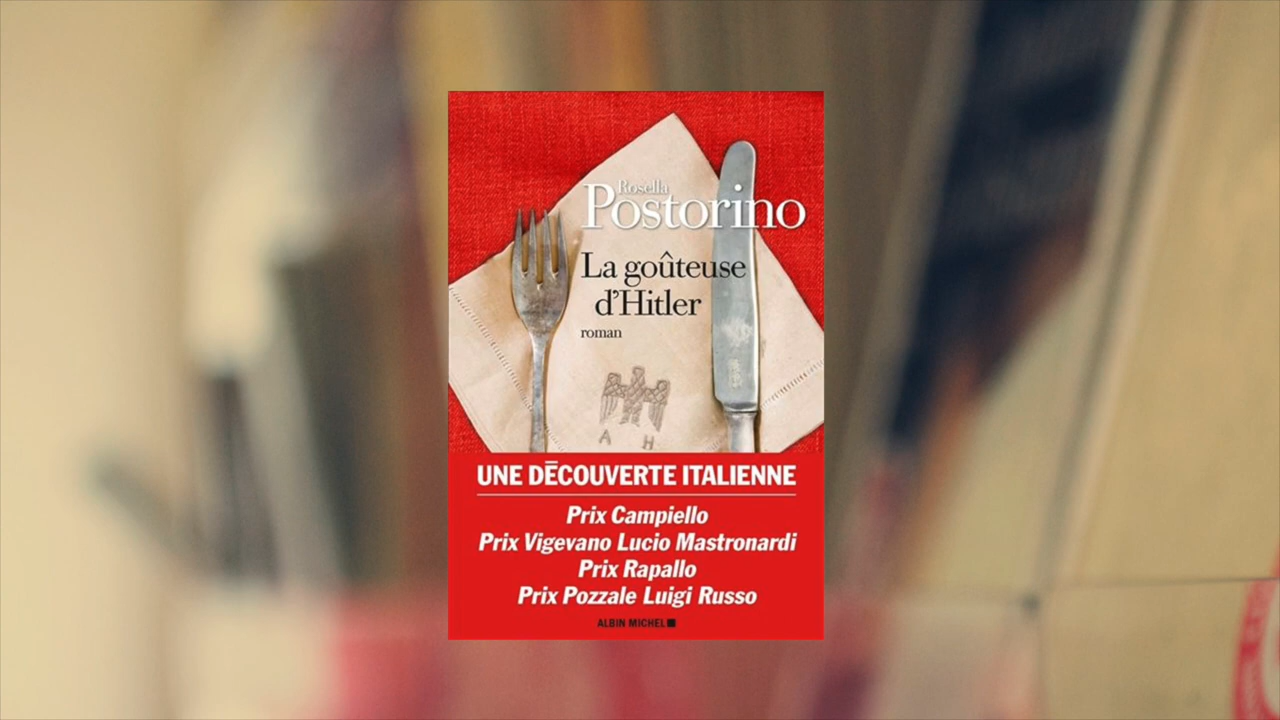 Rosella
Postorino
La goûteuse
d'Hitler
roman
A H
UNE DÉCOUVERTE ITALIENNE
Prix Campiello
Prix Vigevano Lucio Mastronardi
Prix Rapallo
Prix Pozzale Luigi Russo
ALBIN MICHEL